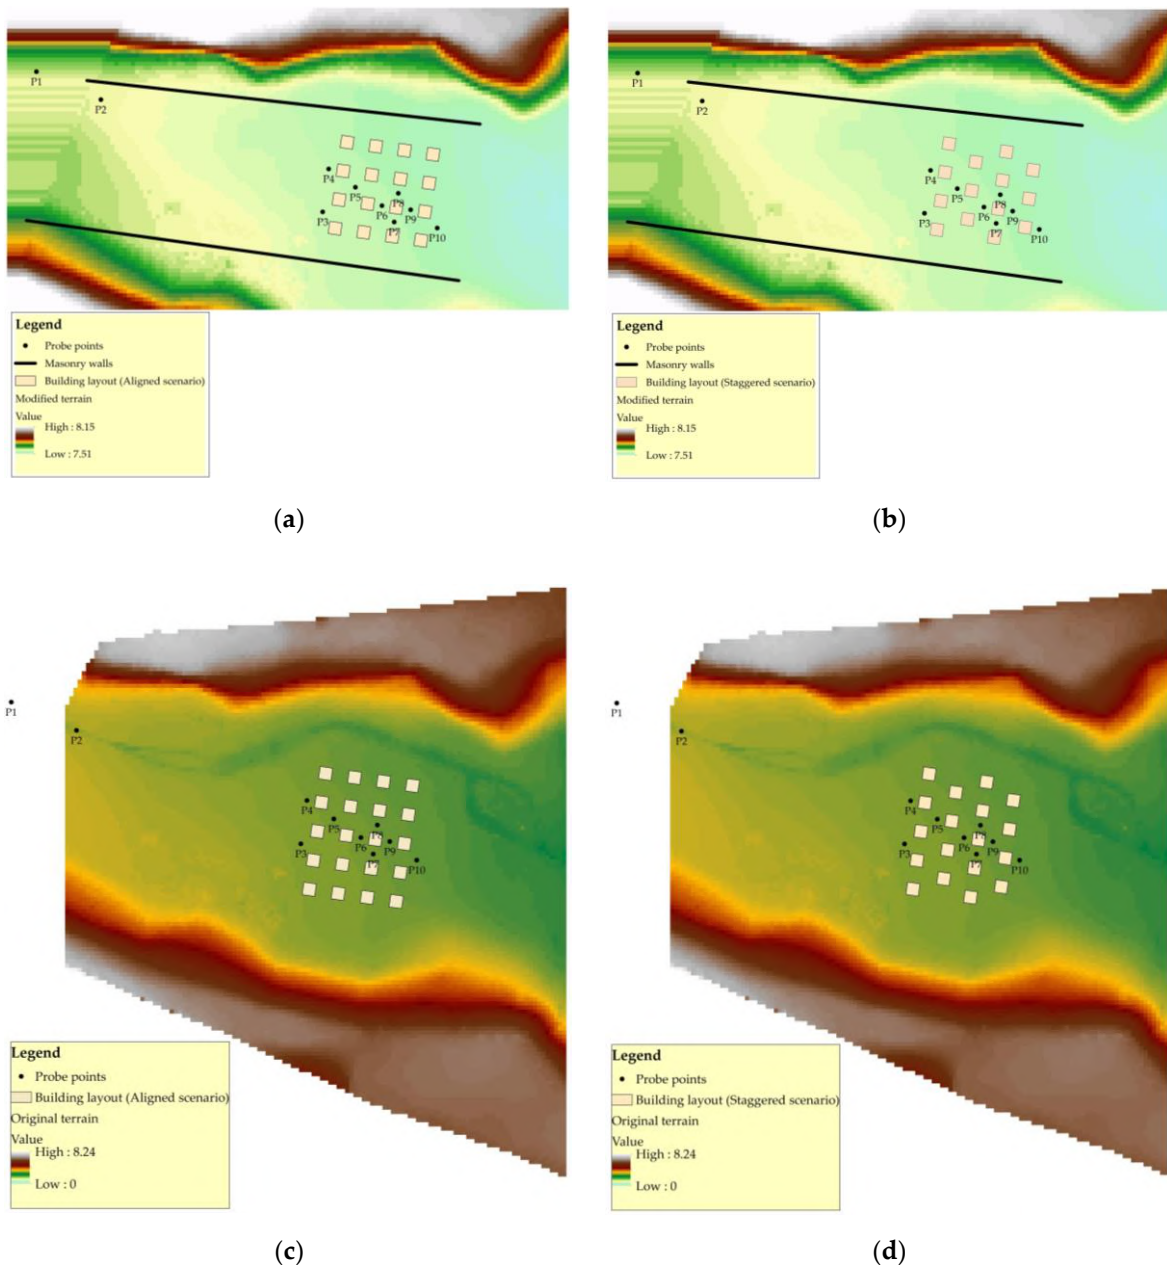 P1
P2
P4
P5
P8
P6
P9
P3
P7
P10
Legend
Probe points
Masonry walls
Building layout (Aligned scenario)
Modified terrain
Value
High : 8.15
Low : 7.51
(a)
P1
P2
P4
P5
P8
P6
P9
P3
P7
P10
Legend
Probe points
Masonry walls
Building layout (Staggered scenario)
Modified terrain
Value
High : 8.15
Low : 7.51
(b)
P1
P2
P4
P5
P8
P6
P9
P3
P7
P10
Legend
Probe points
Building layout (Aligned scenario)
Original terrain
Value
High : 8.24
Low : 0
(c)
P1
P2
P4
P5
P8
P6
P9
P3
P7
P10
Legend
Probe points
Building layout (Staggered scenario)
Original terrain
Value
High : 8.24
Low : 0
(d)